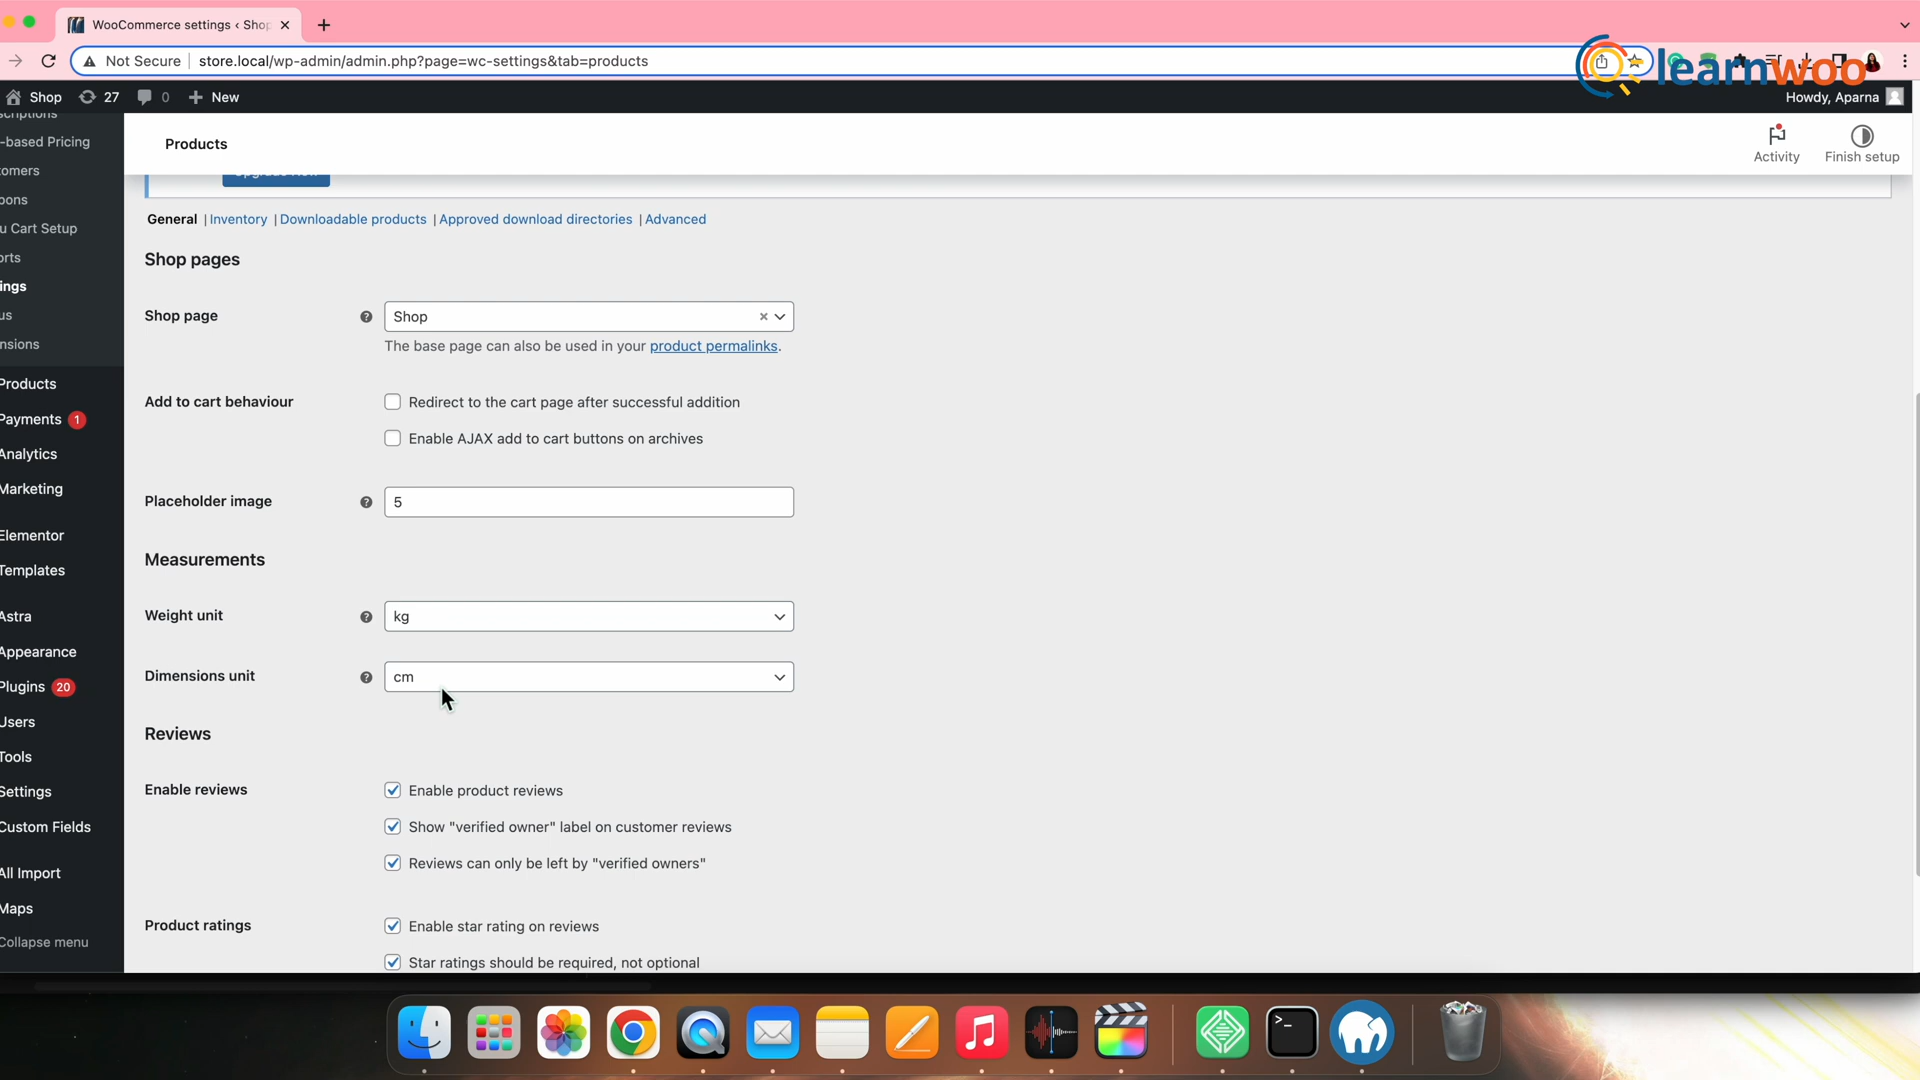 WooCommerce settings ‹ Shop
Not Secure
store.local/wp-admin/admin.php?page=wc-settings&tab=products
learnwoo
Shop
27
0
New
Howdy, Aparna
-based Pricing
omers
pons
u Cart Setup
orts
ings
us
nsions
Products
Payments 1
Analytics
Marketing
Elementor
Templates
Astra
Appearance
Plugins 20
Users
Tools
Settings
Custom Fields
All Import
Maps
Collapse menu
Products
Activity
Finish setup
General | Inventory | Downloadable products | Approved download directories | Advanced
Shop pages
Shop page
Shop
The base page can also be used in your product permalinks.
Add to cart behaviour
Redirect to the cart page after successful addition
Enable AJAX add to cart buttons on archives
Placeholder image
5
Measurements
Weight unit
kg
Dimensions unit
cm
Reviews
Enable reviews
Enable product reviews
Show "verified owner" label on customer reviews
Reviews can only be left by "verified owners"
Product ratings
Enable star rating on reviews
Star ratings should be required, not optional